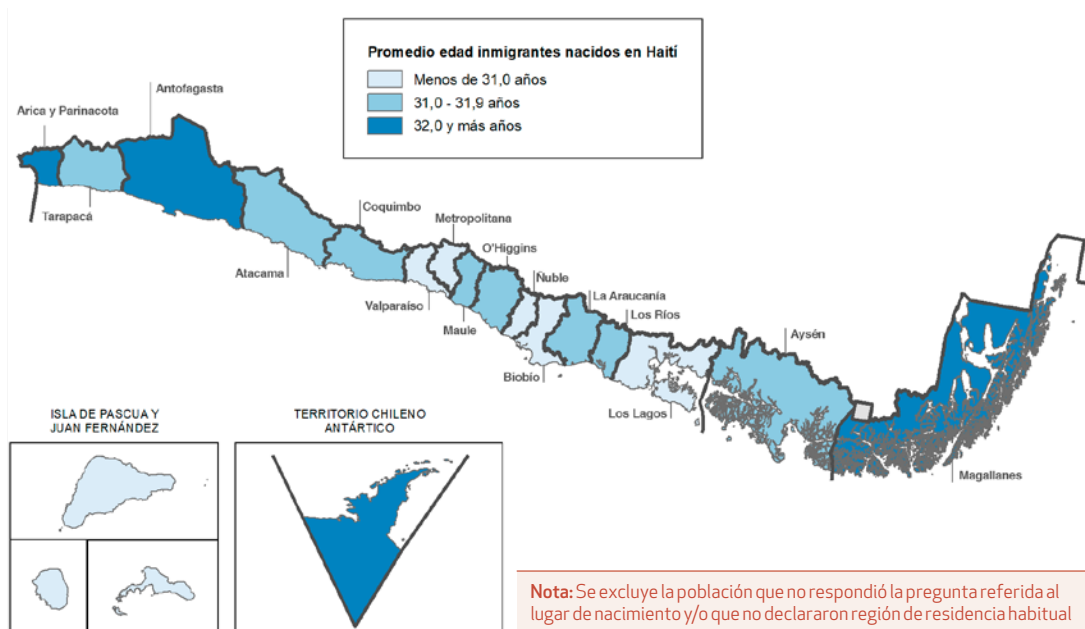 Promedio edad inmigrantes nacidos en Haití
Menos de 31,0 años
31,0 - 31,9 años
32,0 y más años
Antofagasta
Arica y Parinacota
Tarapacá
Coquimbo
Metropolitana
O'Higgins
Atacama
Ñuble
La Araucanía
Valparaíso
Los Ríos
Maule
Aysén
Biobío
Los Lagos
Magallanes
ISLA DE PASCUA Y
JUAN FERNÁNDEZ
TERRITORIO CHILENO
ANTÁRTICO
Nota: Se excluye la población que no respondió la pregunta referida al
lugar de nacimiento y/o que no declararon región de residencia habitual